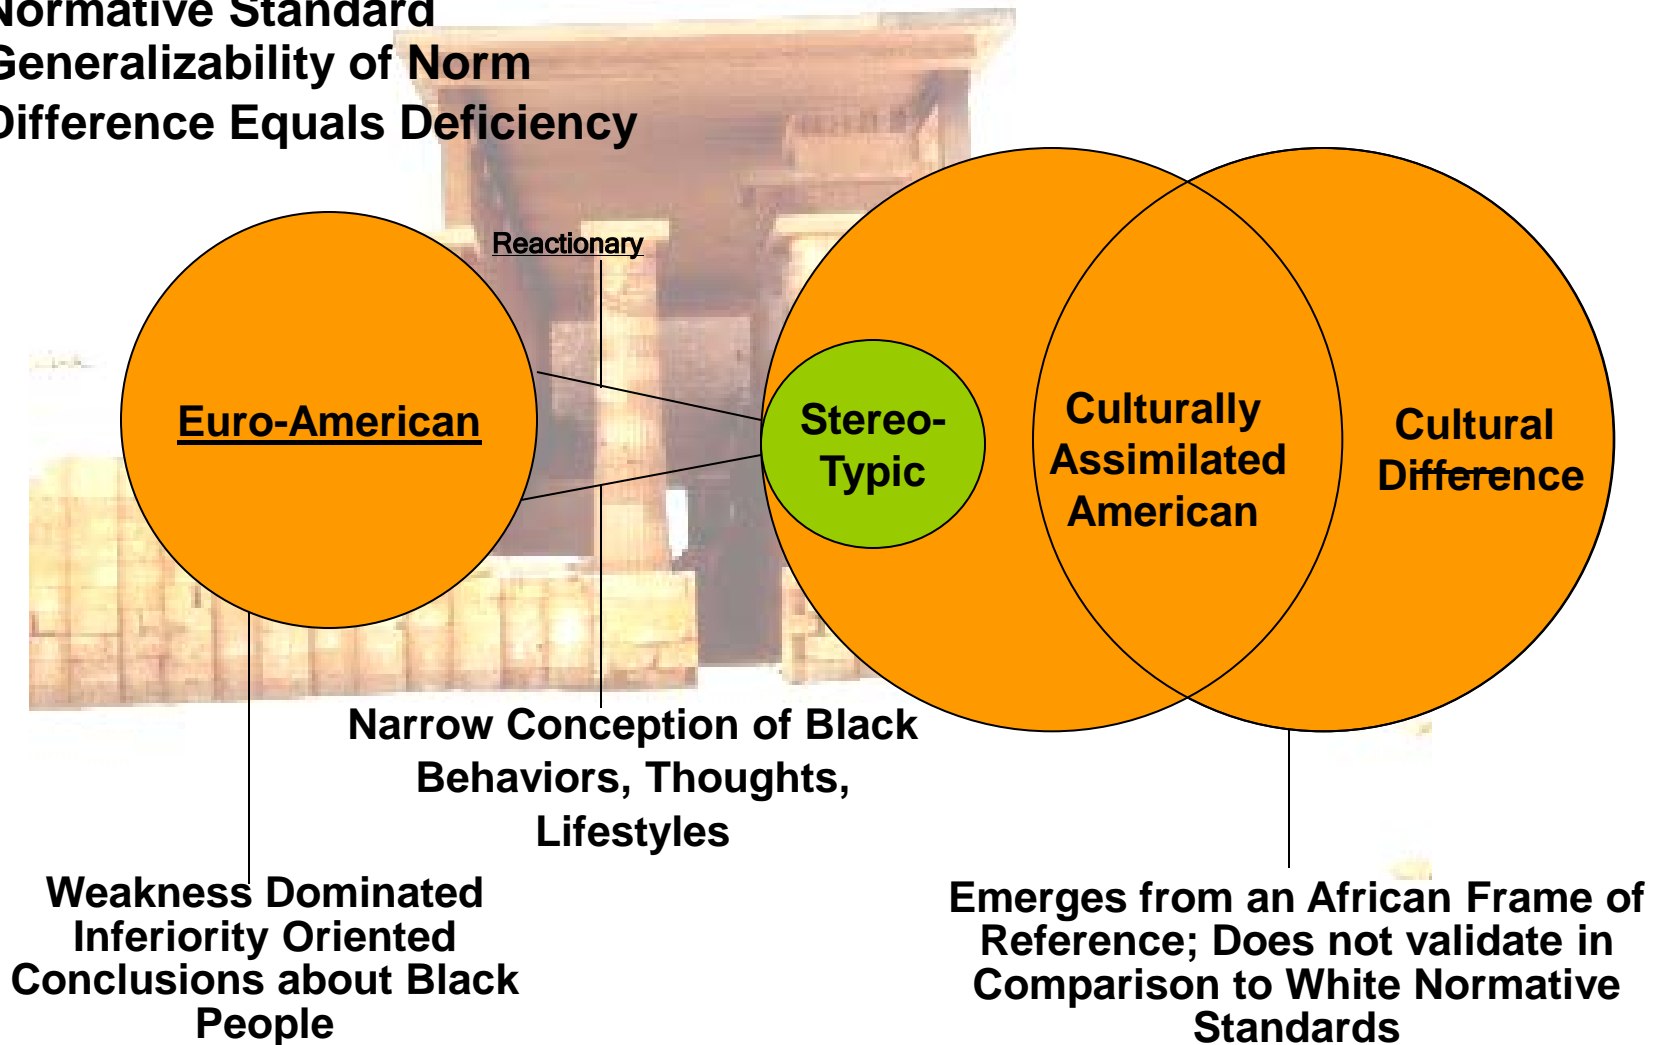 Normative Standard
Generalizability of Norm
Difference Equals Deficiency
Reactionary
Euro-American
Stereo-
Typic
Culturally
Assimilated
American
Cultural
Difference
Narrow Conception of Black
Behaviors, Thoughts,
Lifestyles
Weakness Dominated
Inferiority Oriented
Conclusions about Black
People
Emerges from an African Frame of
Reference; Does not validate in
Comparison to White Normative
Standards